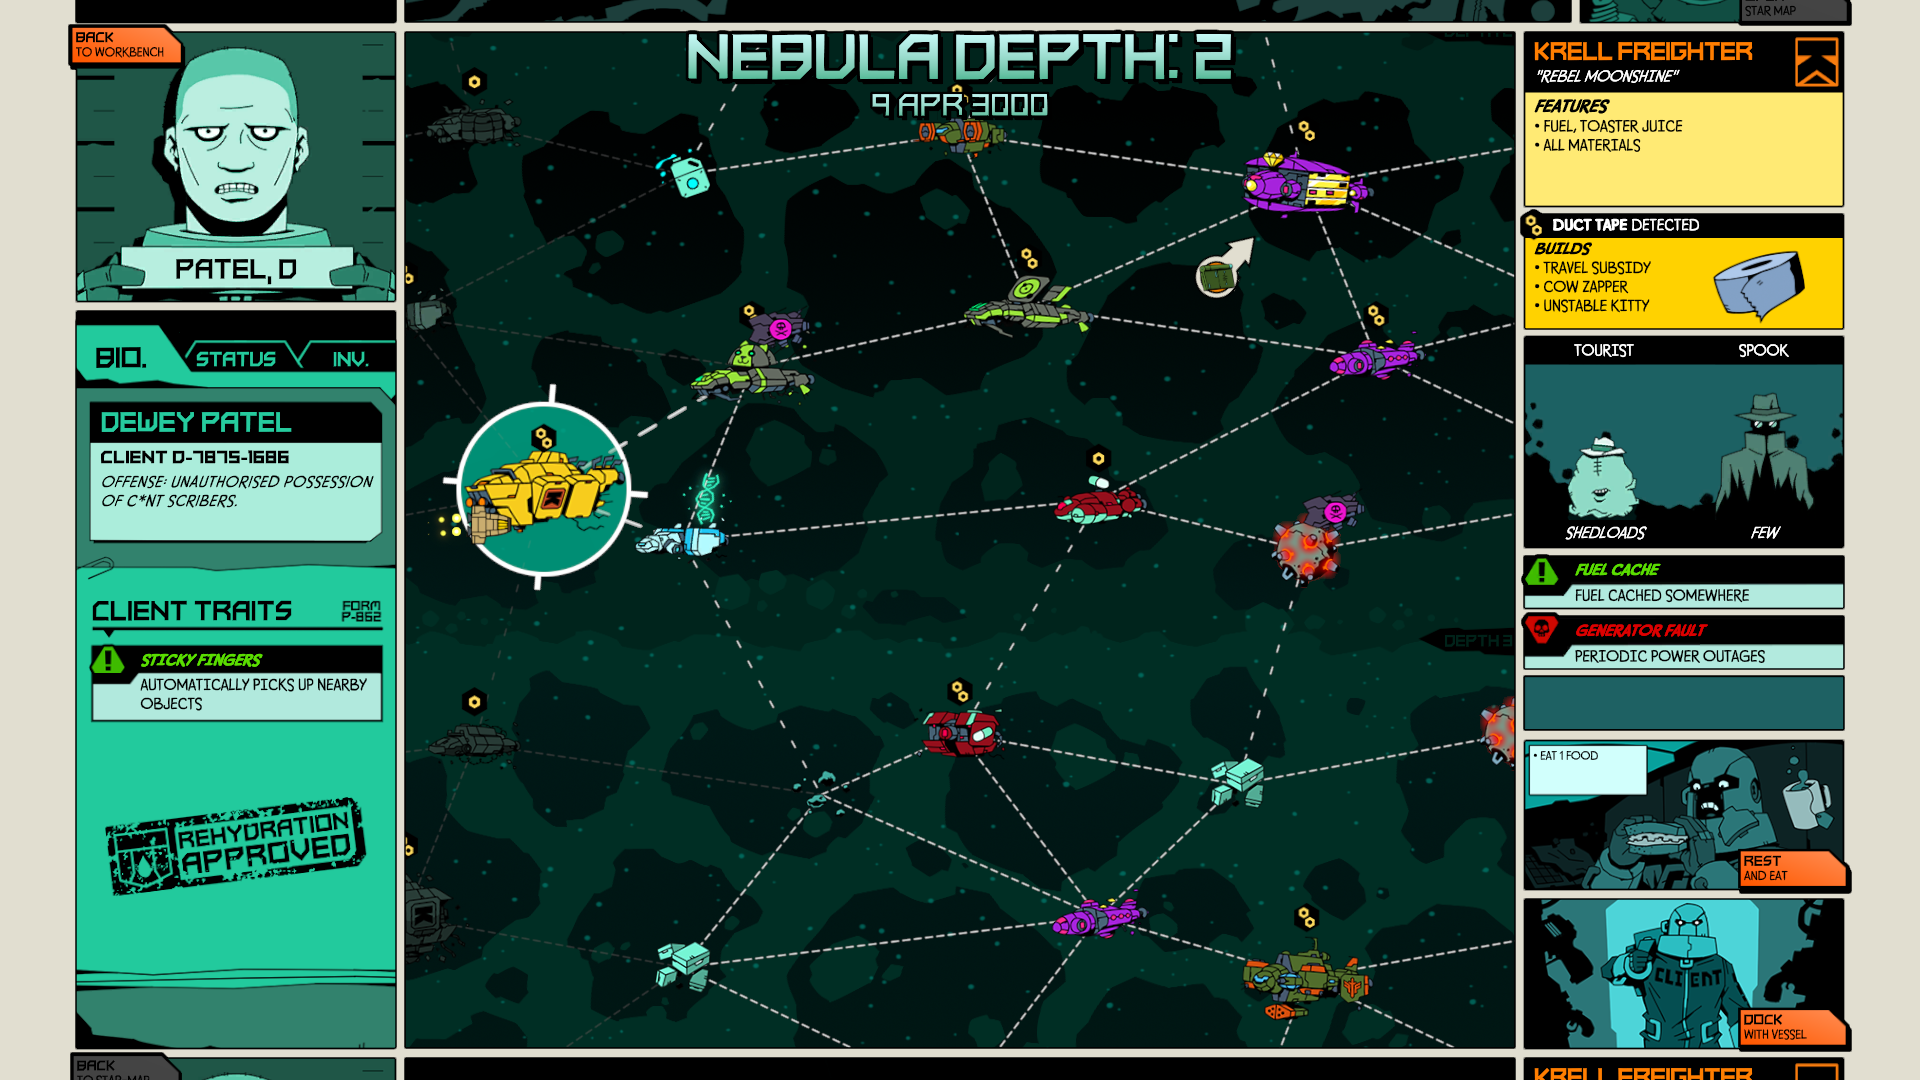 STAR MAP
BACK
TO WORKBENCH
PATEL, D
BIO.
STATUS
INV.
DEWEY PATEL
CLIENT D-7875-1686
OFFENSE: UNAUTHORISED POSSESSION
OF C*NT SCRIBERS.
CLIENT TRAITS
FORM
P-862
STICKY FINGERS
AUTOMATICALLY PICKS UP NEARBY
OBJECTS
REHYDRATION
APPROVED
BACK
TO STAR MAP
NEBULA DEPTH: 2
9 APR 3000
DEPTH 3
KRELL FREIGHTER
"REBEL MOONSHINE"
FEATURES
• FUEL, TOASTER JUICE
• ALL MATERIALS
DUCT TAPE DETECTED
BUILDS
• TRAVEL SUBSIDY
• COW ZAPPER
• UNSTABLE KITTY
TOURIST
SPOOK
SHEDLOADS
FEW
FUEL CACHE
FUEL CACHED SOMEWHERE
GENERATOR FAULT
PERIODIC POWER OUTAGES
• EAT 1 FOOD
REST
AND EAT
CLIENT
DOCK
WITH VESSEL
KRELL FREIGHTER